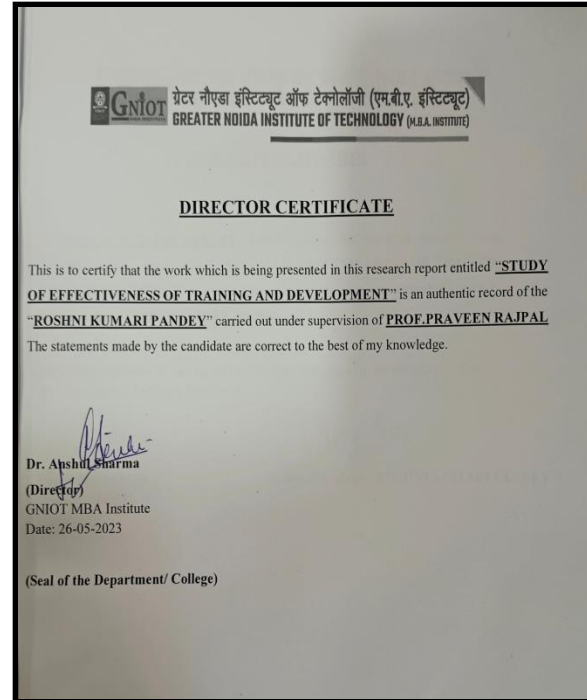 GNIOT
ग्रेटर नौएडा इंस्टिट्यूट ऑफ टेक्नोलॉजी (एम.बी.ए. इंस्टिट्यूट)
GREATER NOIDA INSTITUTE OF TECHNOLOGY (M.B.A. INSTITUTE)
DIRECTOR CERTIFICATE
This is to certify that the work which is being presented in this research report entitled “STUDY
OF EFFECTIVENESS OF TRAINING AND DEVELOPMENT” is an authentic record of the
“ROSHNI KUMARI PANDEY” carried out under supervision of PROF.PRAVEEN RAJPAL
The statements made by the candidate are correct to the best of my knowledge.
Dr. Anshul Sharma
(Director)
GNIOT MBA Institute
Date: 26-05-2023
(Seal of the Department/ College)